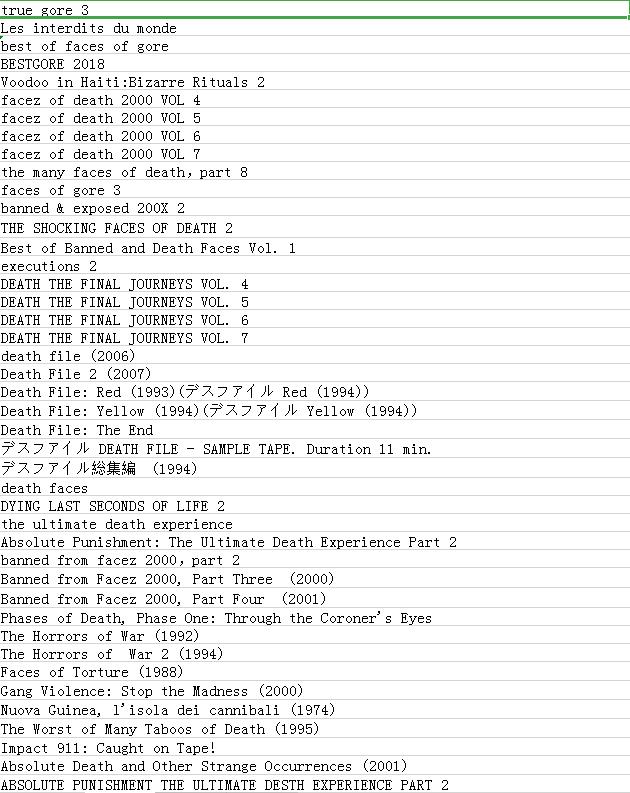 true gore 3
Les interdits du monde
best of faces of gore
BESTGORE 2018
Voodoo in Haiti:Bizarre Rituals 2
facez of death 2000 VOL 4
facez of death 2000 VOL 5
facez of death 2000 VOL 6
facez of death 2000 VOL 7
the many faces of death，part 8
faces of gore 3
banned & exposed 200X 2
THE SHOCKING FACES OF DEATH 2
Best of Banned and Death Faces Vol. 1
executions 2
DEATH THE FINAL JOURNEYS VOL. 4
DEATH THE FINAL JOURNEYS VOL. 5
DEATH THE FINAL JOURNEYS VOL. 6
DEATH THE FINAL JOURNEYS VOL. 7
death file (2006)
Death File 2 (2007)
Death File: Red (1993)(デスファイル Red (1994))
Death File: Yellow (1994)(デスファイル Yellow (1994))
Death File: The End
デスファイル DEATH FILE - SAMPLE TAPE. Duration 11 min.
デスファイル総集編 (1994)
death faces
DYING LAST SECONDS OF LIFE 2
the ultimate death experience
Absolute Punishment: The Ultimate Death Experience Part 2
banned from facez 2000，part 2
Banned from Facez 2000, Part Three (2000)
Banned from Facez 2000, Part Four (2001)
Phases of Death, Phase One: Through the Coroner's Eyes
The Horrors of War (1992)
The Horrors of War 2 (1994)
Faces of Torture (1988)
Gang Violence: Stop the Madness (2000)
Nuova Guinea, l'isola dei cannibali (1974)
The Worst of Many Taboos of Death (1995)
Impact 911: Caught on Tape!
Absolute Death and Other Strange Occurrences (2001)
ABSOLUTE PUNISHMENT THE ULTIMATE DESTH EXPERIENCE PART 2